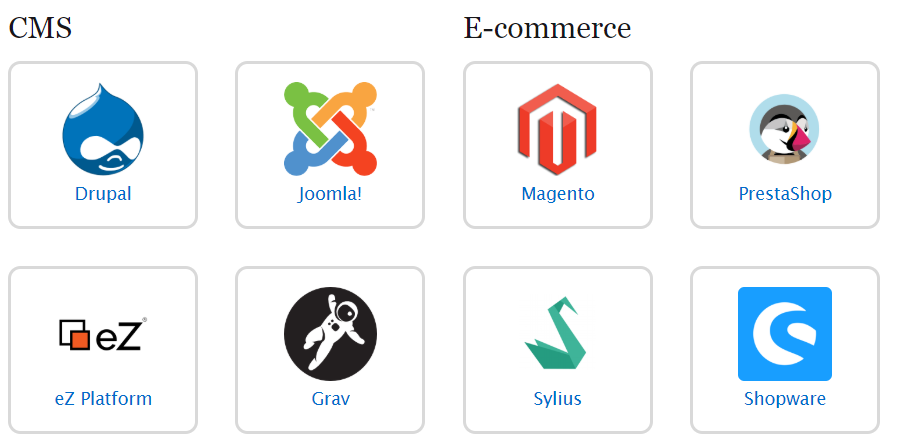 CMS
E-commerce
Drupal
Joomla!
Magento
PrestaShop
eZ®
eZ Platform
Grav
Sylius
Shopware